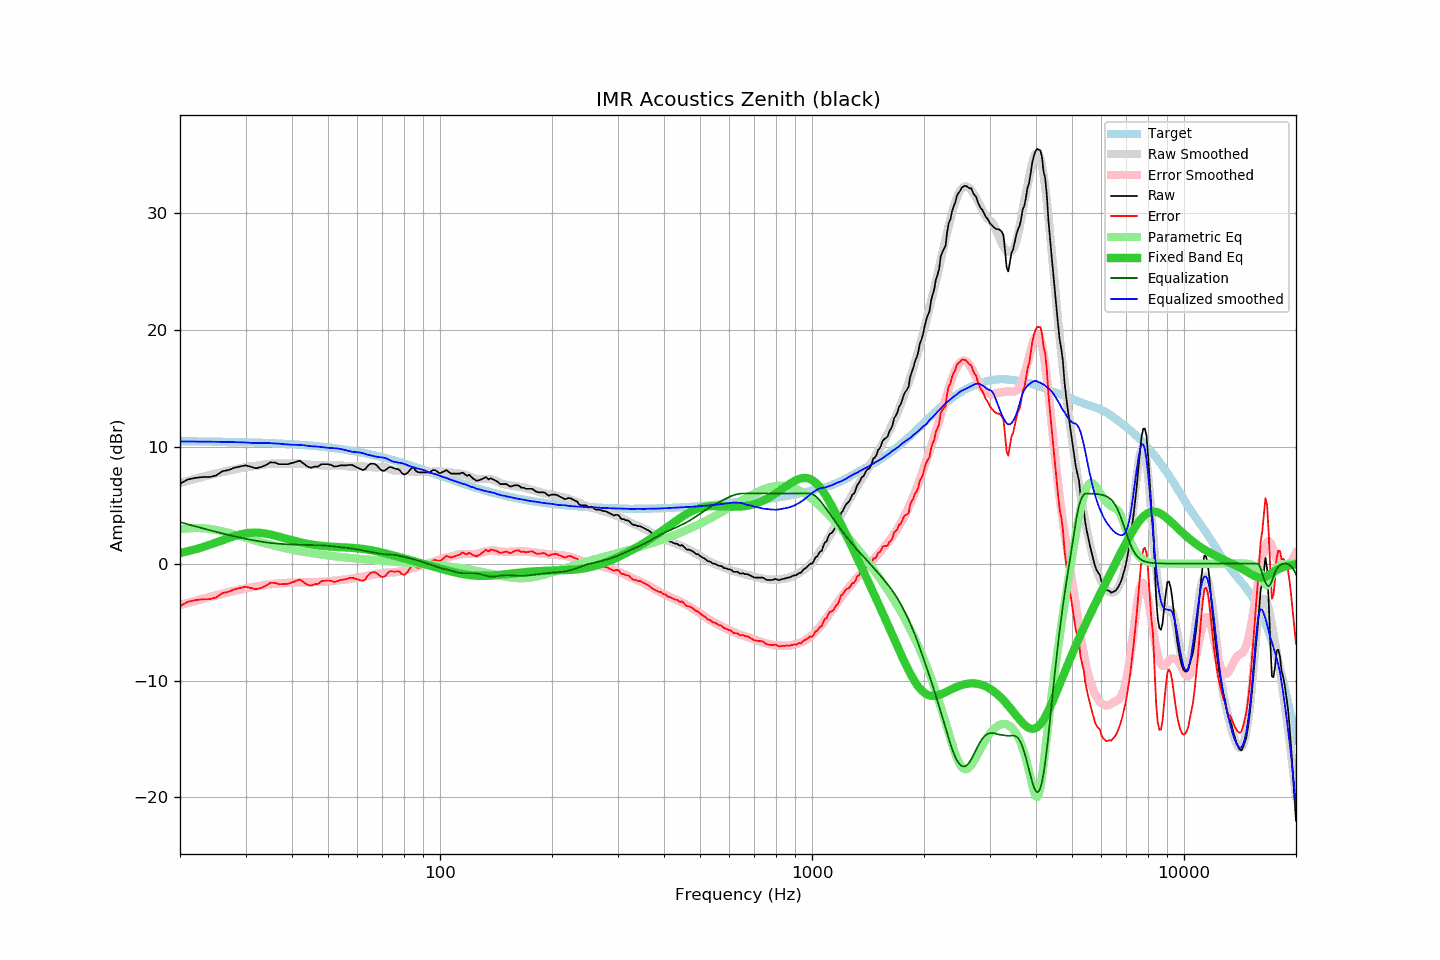 IMR Acoustics Zenith (black)
Target
Raw Smoothed
Error Smoothed
Raw
Error
Parametric Eq
Fixed Band Eq
Equalization
Equalized smoothed
30
20
10
0
−10
−20
Amplitude (dBr)
100
1000
10000
Frequency (Hz)